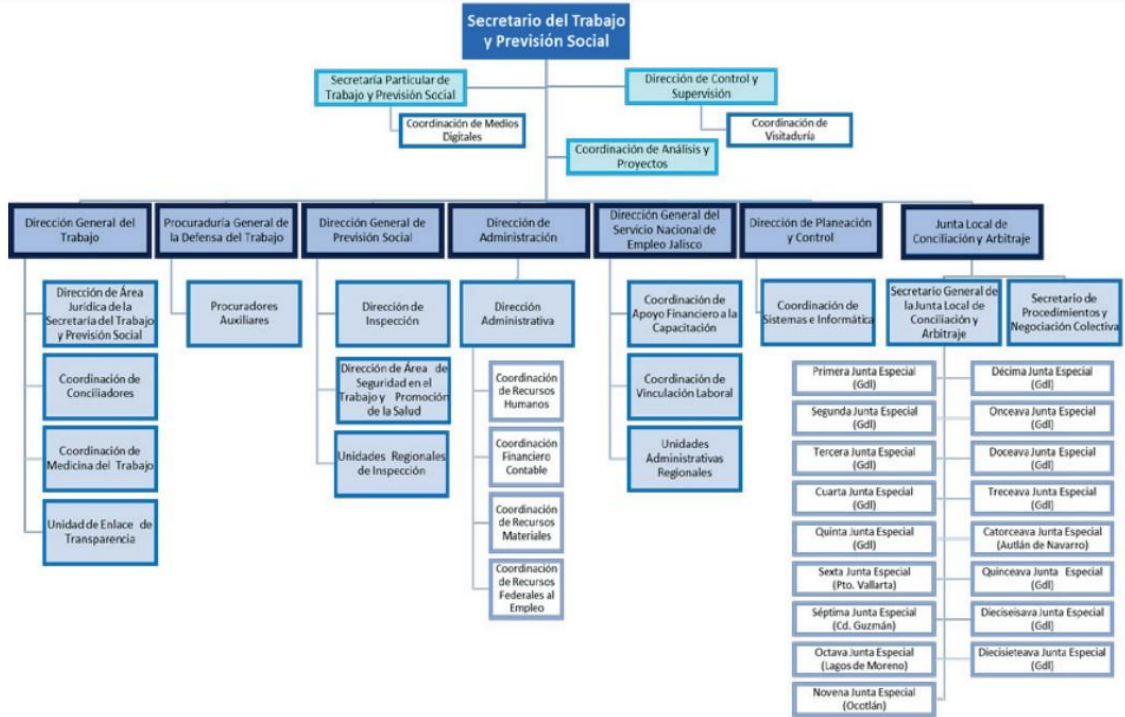 Secretario del Trabajo
y Previsión Social
Secretaría Particular de
Trabajo y Previsión Social
Dirección de Control y
Supervisión
Coordinación de Medios
Digitales
Coordinación de
Visitaduría
Coordinación de Análisis y
Proyectos
Dirección General del
Trabajo
Procuraduría General de
la Defensa del Trabajo
Dirección General de
Previsión Social
Dirección de
Administración
Dirección General del
Servicio Nacional de
Empleo Jalisco
Dirección de Planeación
y Control
Junta Local de
Conciliación y Arbitraje
Dirección de Área
Jurídica de la
Secretaría del Trabajo
y Previsión Social
Coordinación de
Conciliadores
Coordinación de
Medicina del Trabajo
Unidad de Enlace de
Transparencia
Procuradores
Auxiliares
Dirección de
Inspección
Dirección de Área de
Seguridad en el
Trabajo y Promoción
de la Salud
Unidades Regionales
de Inspección
Dirección
Administrativa
Coordinación
de Recursos
Humanos
Coordinación
Financiero
Contable
Coordinación
de Recursos
Materiales
Coordinación
de Recursos
Federales al
Empleo
Coordinación de
Apoyo Financiero a la
Capacitación
Coordinación de
Vinculación Laboral
Unidades
Administrativas
Regionales
Coordinación de
Sistemas e Informática
Secretario General de
la Junta Local de
Conciliación y
Arbitraje
Secretario de
Procedimientos y
Negociación Colectiva
Primera Junta Especial
(Gdl)
Segunda Junta Especial
(Gdl)
Tercera Junta Especial
(Gdl)
Cuarta Junta Especial
(Gdl)
Quinta Junta Especial
(Gdl)
Sexta Junta Especial
(Pto. Vallarta)
Séptima Junta Especial
(Cd. Guzmán)
Octava Junta Especial
(Lagos de Moreno)
Novena Junta Especial
(Ocotlán)
Décima Junta Especial
(Gdl)
Onceava Junta Especial
(Gdl)
Doceava Junta Especial
(Gdl)
Treceava Junta Especial
(Gdl)
Catorceava Junta Especial
(Autlán de Navarro)
Quinceava Junta Especial
(Gdl)
Dieciseisava Junta Especial
(Gdl)
Diecisieteava Junta Especial
(Gdl)